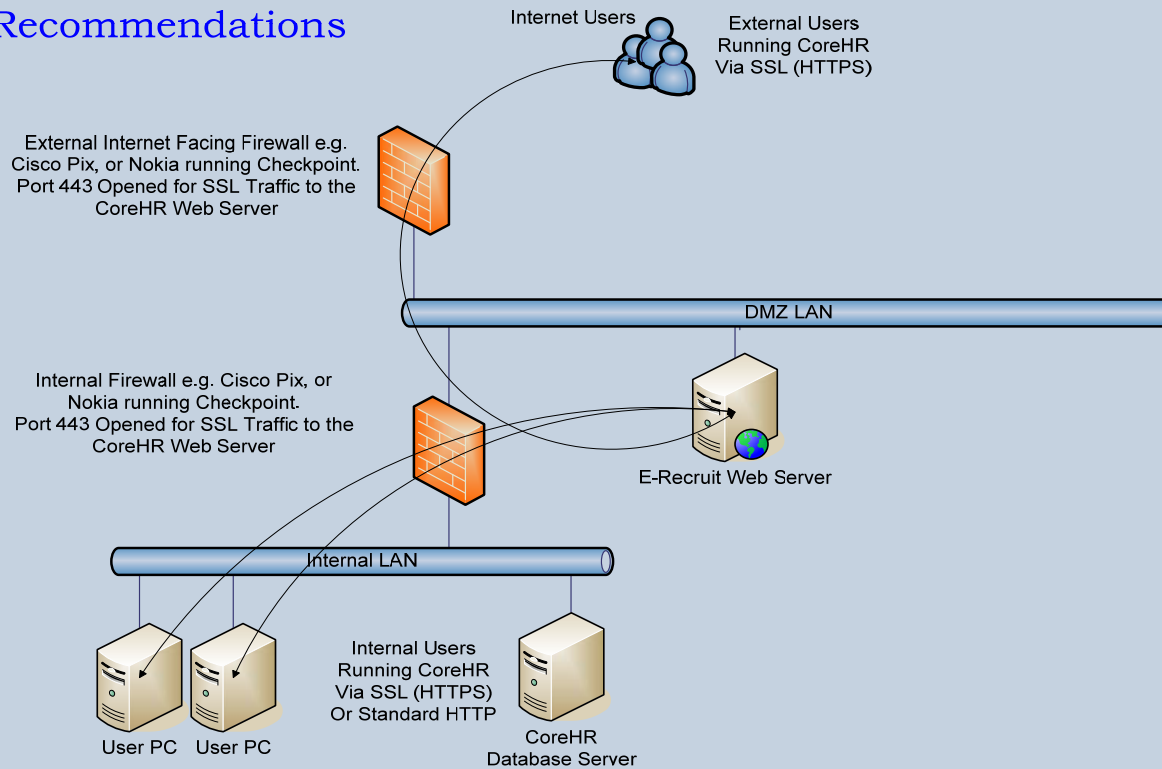 Recommendations
Internet Users
External Users
Running CoreHR
Via SSL (HTTPS)
External Internet Facing Firewall e.g.
Cisco Pix, or Nokia running Checkpoint.
Port 443 Opened for SSL Traffic to the
CoreHR Web Server
DMZ LAN
Internal Firewall e.g. Cisco Pix, or
Nokia running Checkpoint.
Port 443 Opened for SSL Traffic to the
CoreHR Web Server
E-Recruit Web Server
Internal LAN
Internal Users
Running CoreHR
Via SSL (HTTPS)
Or Standard HTTP
User PC
User PC
CoreHR
Database Server